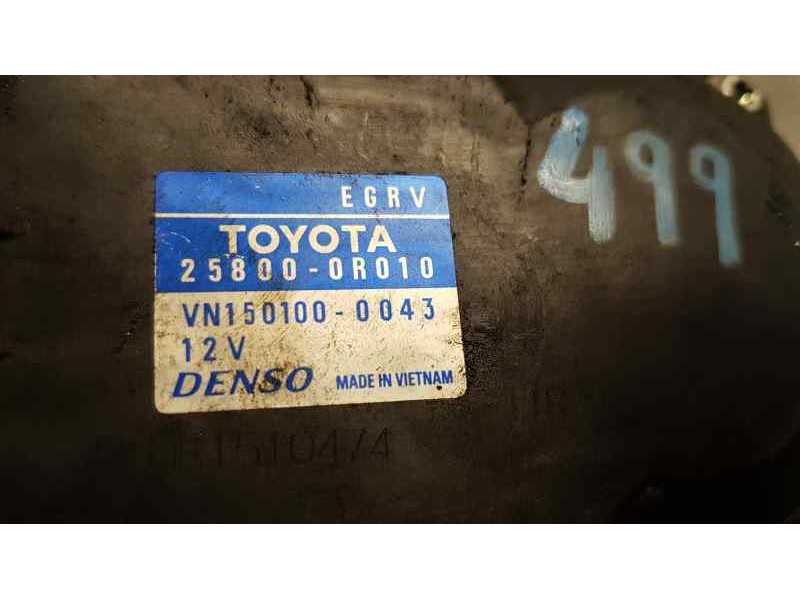 499
EGRV
TOYOTA
25800-0R010
VN150100-0043
12V
DENSO MADE IN VIETNAM